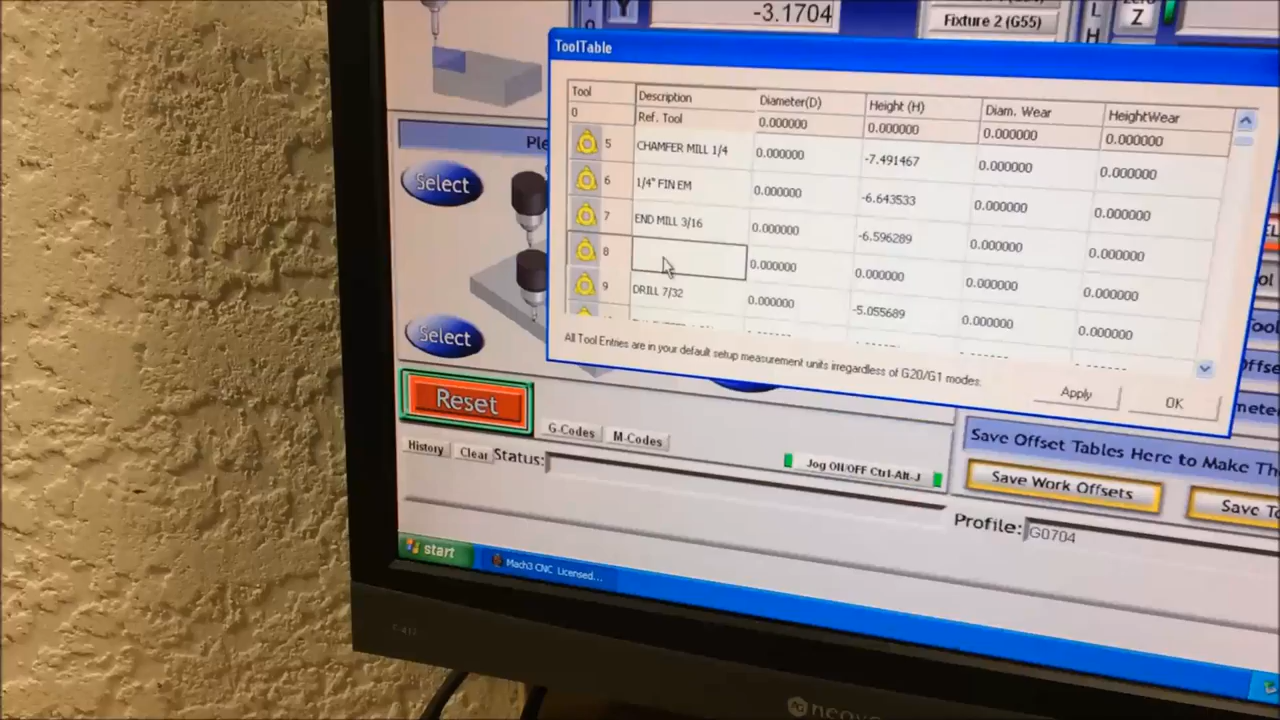 Y
-3.1704
Fixture 2 (G55)
Z
ToolTable
Tool Description Diameter(D) Height (H) Diam. Wear HeightWear
0 Ref. Tool 0.000000 0.000000 0.000000 0.000000
5 CHAMFER MILL 1/4 0.000000 -7.491467 0.000000 0.000000
6 1/4" FIN EM 0.000000 -6.643533 0.000000 0.000000
7 END MILL 3/16 0.000000 -6.596289 0.000000 0.000000
8 0.000000 0.000000 0.000000 0.000000
9 DRILL 7/32 0.000000 -5.055689 0.000000 0.000000
All Tool Entries are in your default setup measurement units irregardless of G20/G1 modes.
Apply OK
Ple
Select
Select
Reset
G-Codes M-Codes
History Clear Status:
Jog ON/OFF Ctrl-Alt-J
Save Offset Tables Here to Make Th
Save Work Offsets Save To
Profile: G0704
start
Mach3 CNC Licensed...
neovo